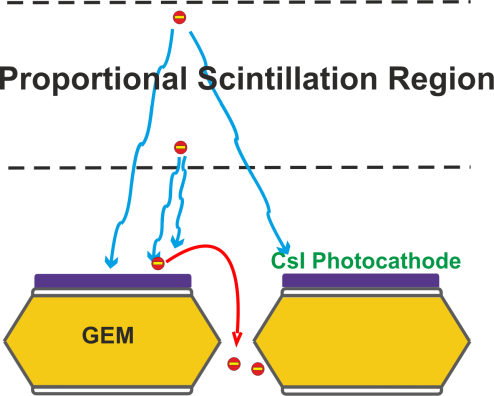 Proportional Scintillation Region
CsI Photocathode
GEM